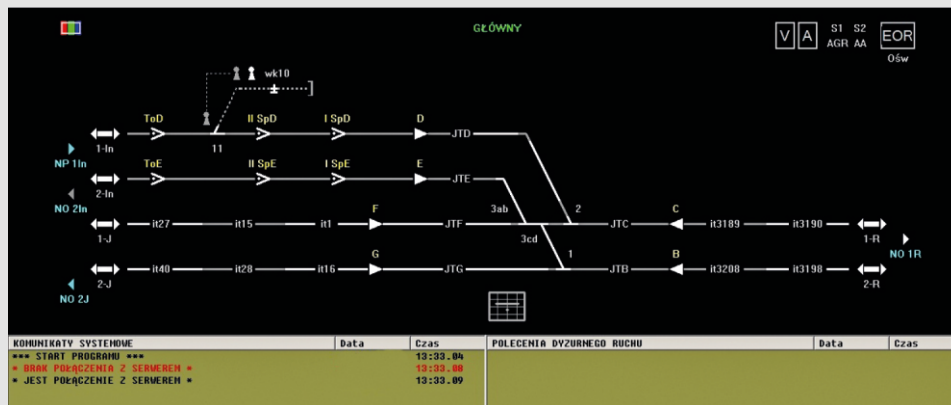 GŁÓWNY
V A S1 S2 EOR
AGR AA
Ośw
wk10
ToD II SpD I SpD D
JTD
1-In 11
NP 1In
ToE II SpE I SpE E
JTE
2-In
NO 2In
3ab 2
F C
it27 it15 it1 JTF JTC it3189 it3190
1-J 3cd 1-R
NO 1R
G 1 B
it40 it28 it16 JTG JTB it3208 it3198
2-J 2-R
NO 2J
KOMUNIKATY SYSTEMOWE Data Czas POLECENIA DYZURNEGO RUCHU Data Czas
*** START PROGRAMU *** 13:33.04
* BRAK POŁĄCZENIA Z SERWEREM * 13:33.08
* JEST POŁĄCZENIE Z SERWEREM * 13:33.09